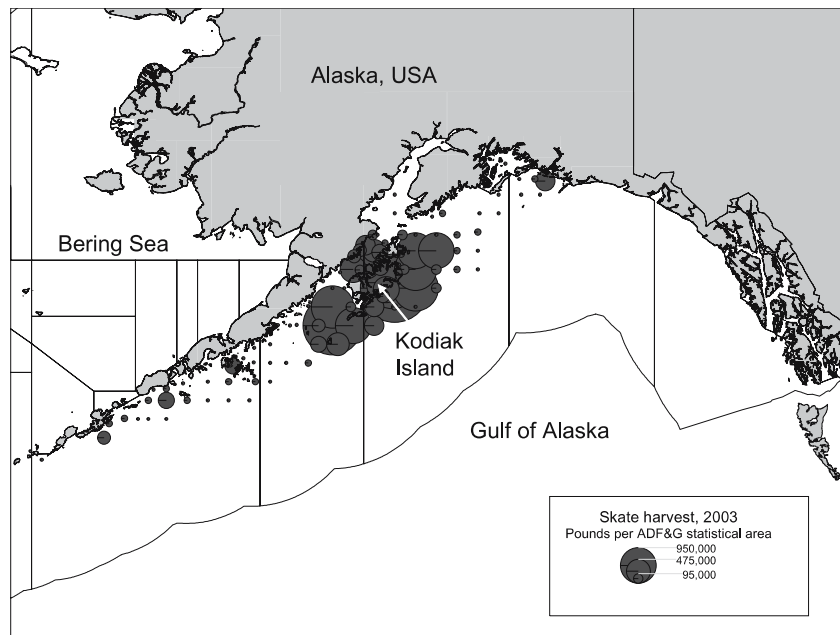 Alaska, USA
Bering Sea
Kodiak
Island
Gulf of Alaska
Skate harvest, 2003
Pounds per ADF&G statistical area
950,000
475,000
95,000